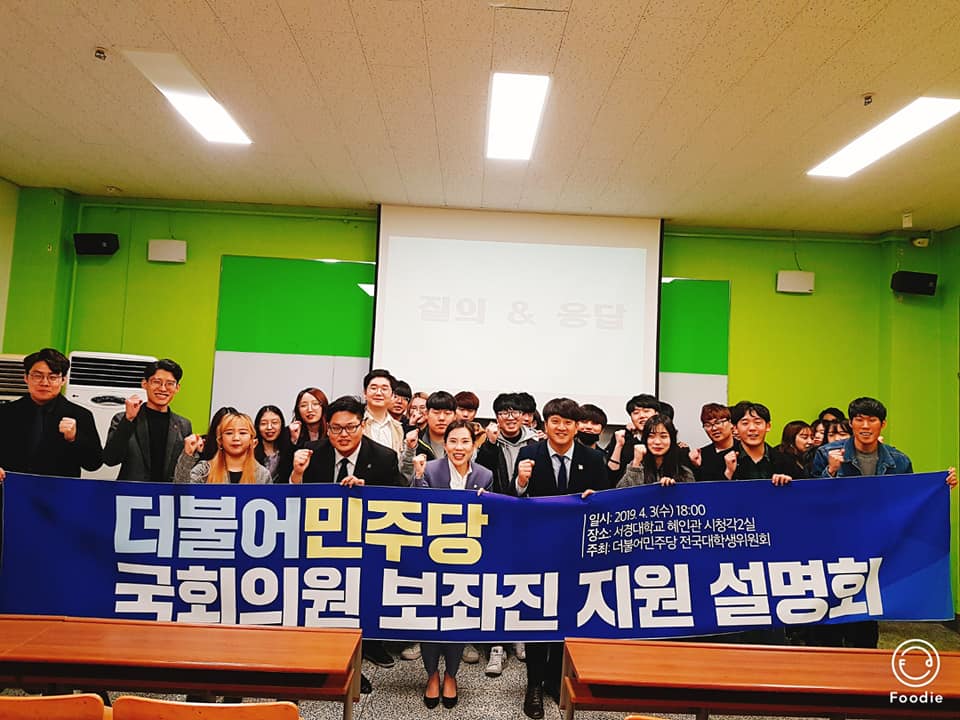 질의 & 응답
더불어민주당
일시: 2019. 4. 3(수) 18:00
장소: 서경대학교 혜인관 시청각2실
주최: 더불어민주당 전국대학생위원회
국회의원 보좌진 지원 설명회
Foodie